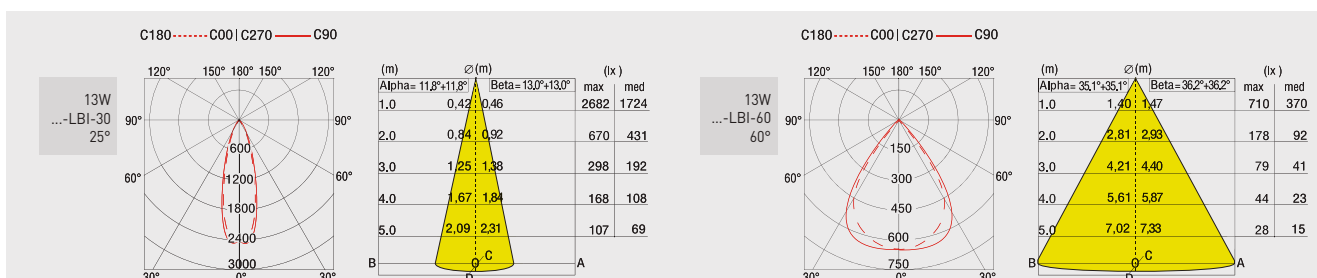 C180 C00 | C270 C90
13W
...-LBI-30
25°
120° 150° 180° 150° 120°
90° 90°
60° 60°
30° 0° 30°
600
1200
1800
2400
3000
(m) ∅(m) (lx)
Alpha= 11,8°+11,8° Beta= 13,0°+13,0° max med
1.0 0,42 0,46 2682 1724
2.0 0,84 0,92 670 431
3.0 1,25 1,38 298 192
4.0 1,67 1,84 168 108
5.0 2,09 2,31 107 69
B O C A
D
C180 C00 | C270 C90
13W
...-LBI-60
60°
120° 150° 180° 150° 120°
90° 90°
60° 60°
30° 0° 30°
150
300
450
600
750
(m) ∅(m) (lx)
Alpha= 35,1°+35,1° Beta= 36,2°+36,2° max med
1.0 1,40 1,47 710 370
2.0 2,81 2,93 178 92
3.0 4,21 4,40 79 41
4.0 5,61 5,87 44 23
5.0 7,02 7,33 28 15
B O C A
D